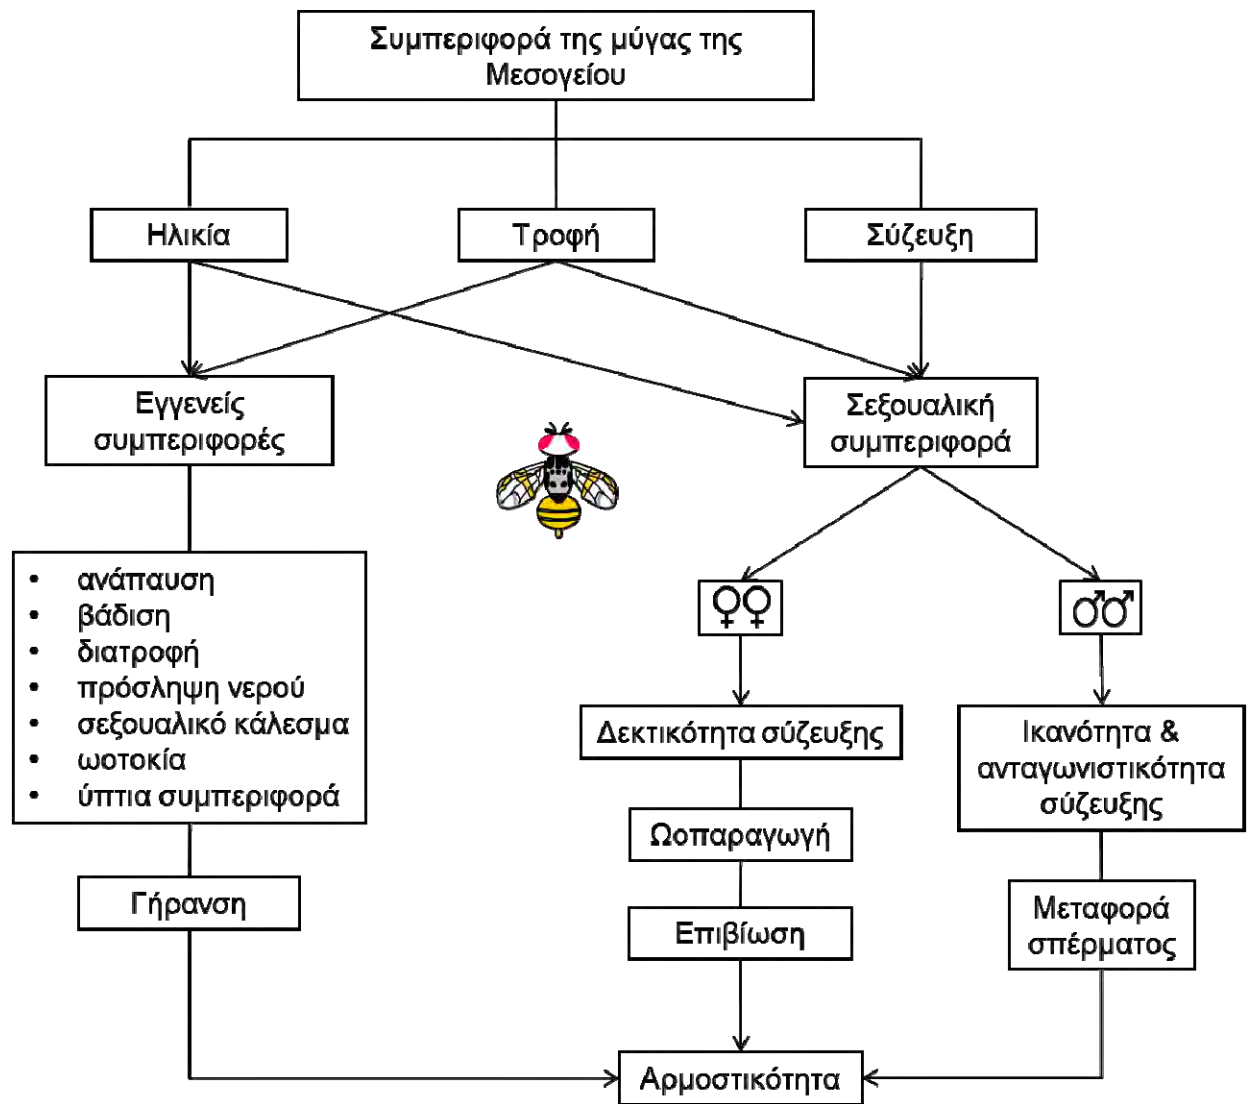 Συμπεριφορά της μύγας της
Μεσογείου
Ηλικία
Τροφή
Σύζευξη
Εγγενείς
συμπεριφορές
Σεξουαλική
συμπεριφορά
• ανάπαυση
• βάδιση
• διατροφή
• πρόσληψη νερού
• σεξουαλικό κάλεσμα
• ωοτοκία
• ύπτια συμπεριφορά
♀♀
♂♂
Δεκτικότητα σύζευξης
Ικανότητα &
ανταγωνιστικότητα
σύζευξης
Ωοπαραγωγή
Γήρανση
Επιβίωση
Μεταφορά
σπέρματος
Αρμοστικότητα